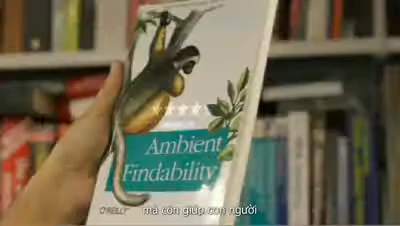 Ambient
Findability
O'REILLY
mà còn giúp con người